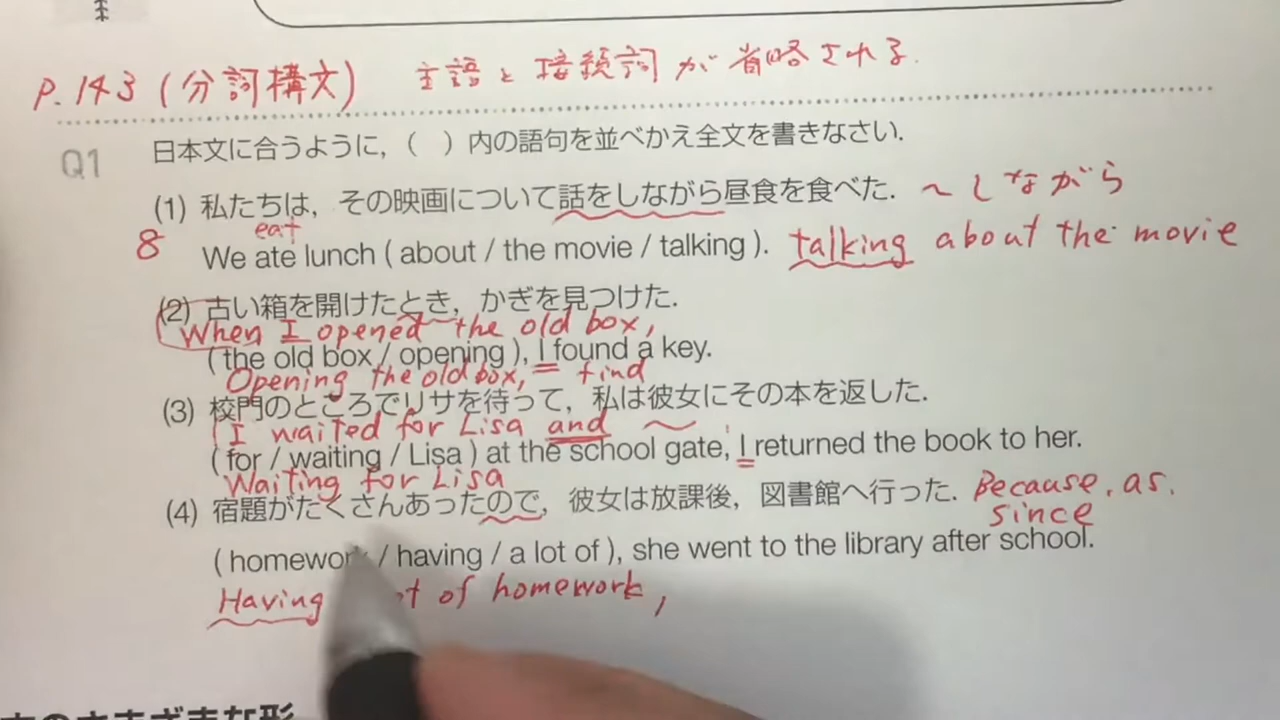 P.143 (分詞構文) 主語と接続詞が省略される.
Q1 日本文に合うように, ( ) 内の語句を並べかえ全文を書きなさい.
(1) 私たちは, その映画について話をしながら昼食を食べた. ～しながら
eat
8 We ate lunch ( about / the movie / talking ). talking about the movie
(2) 古い箱を開けたとき, かぎを見つけた.
When I opened the old box,
( the old box / opening ), I found a key.
Opening the old box, find
(3) 校門のところでリサを待って, 私は彼女にその本を返した.
I waited for Lisa and
( for / waiting / Lisa ) at the school gate, I returned the book to her.
Waiting for Lisa
(4) 宿題がたくさんあったので, 彼女は放課後, 図書館へ行った. Because, as,
since
( homework / having / a lot of ), she went to the library after school.
Having of homework,